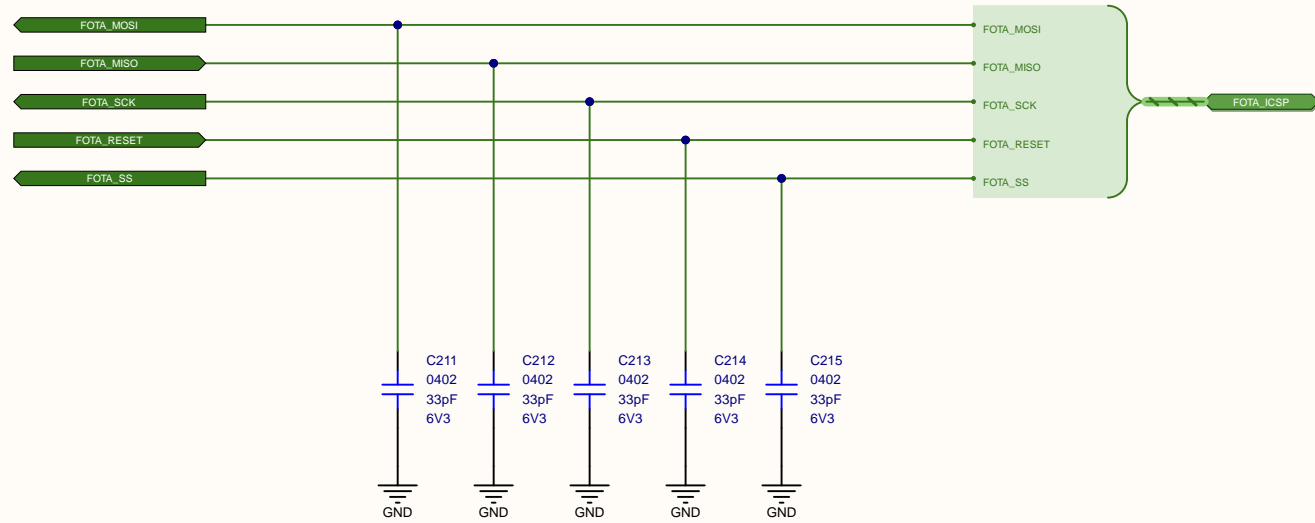 FOTA_MOSI
FOTA_MOSI
FOTA_MISO
FOTA_MISO
FOTA_SCK
FOTA_SCK
FOTA_ICSP
FOTA_RESET
FOTA_RESET
FOTA_SS
FOTA_SS
C211
0402
33pF
6V3
C212
0402
33pF
6V3
C213
0402
33pF
6V3
C214
0402
33pF
6V3
C215
0402
33pF
6V3
GND
GND
GND
GND
GND